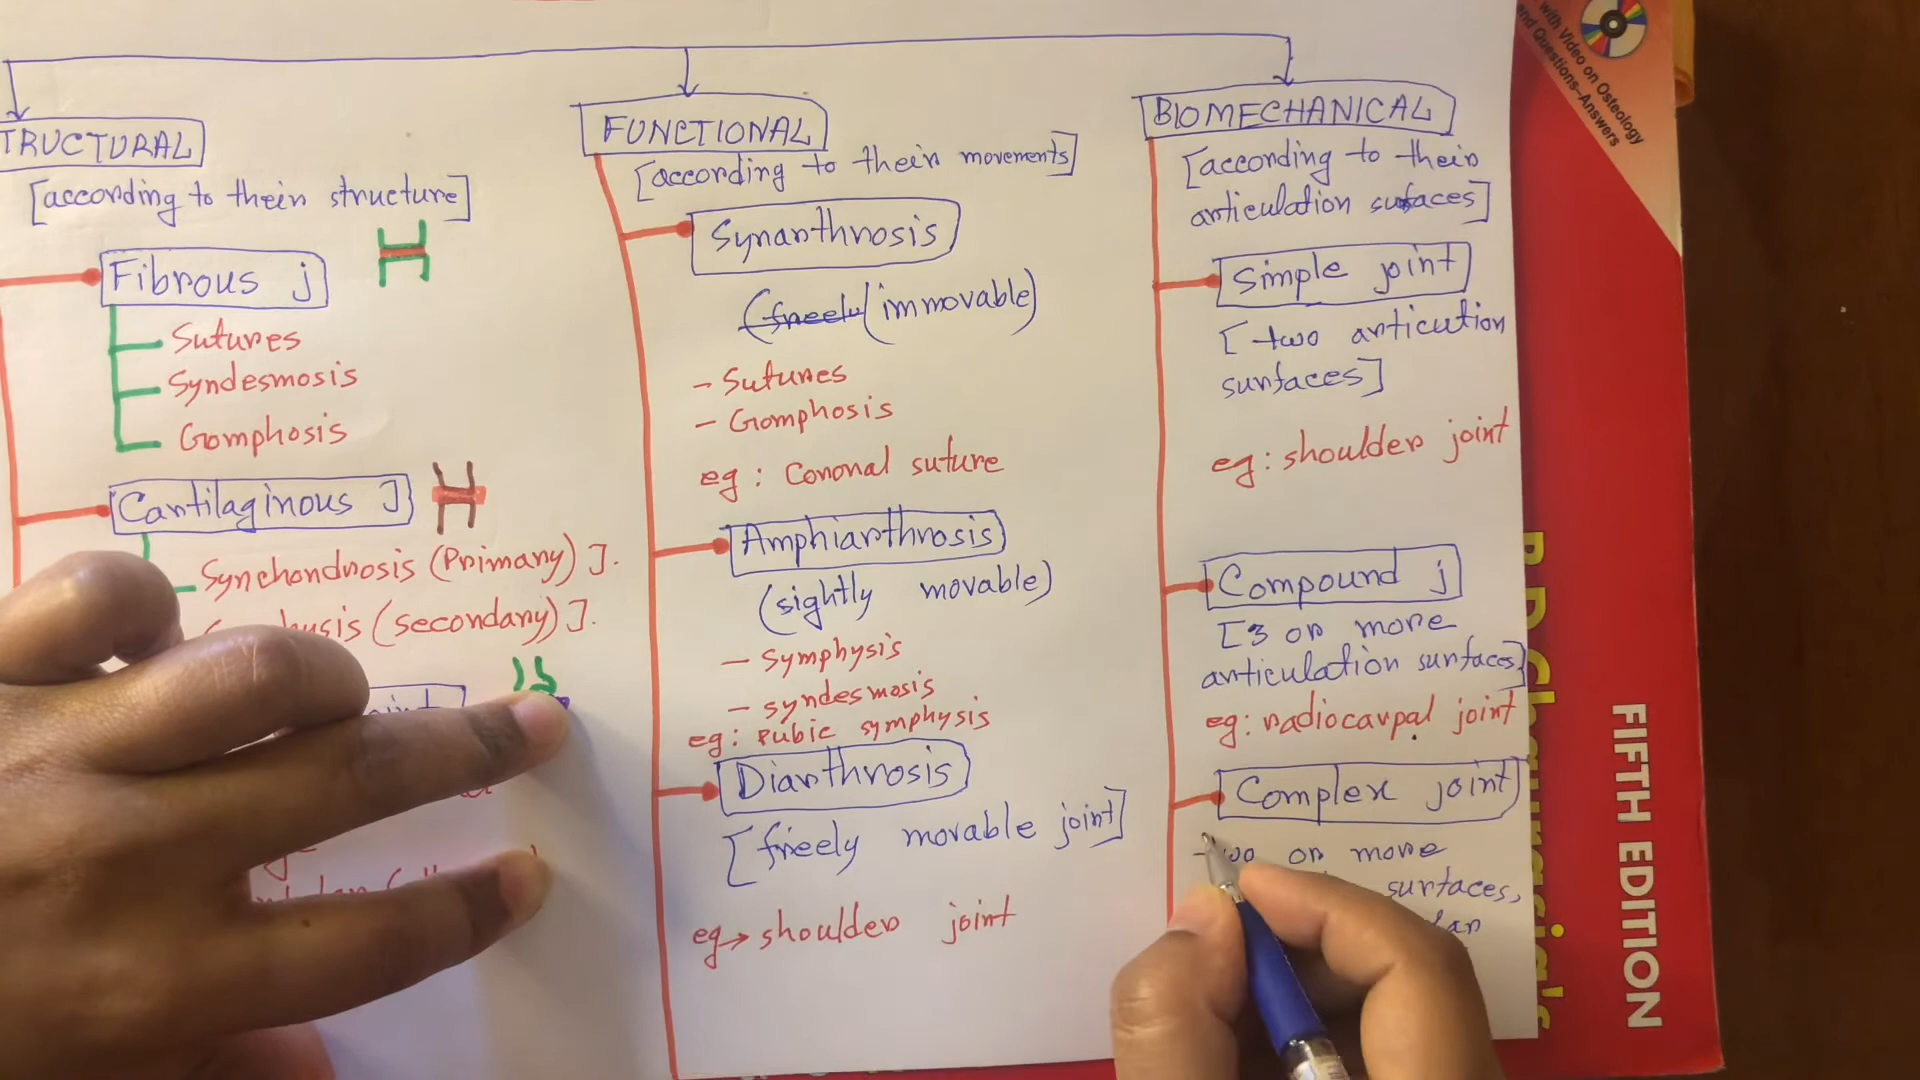 TRUCTURAL
[according to their structure]
Fibrous j
Sutures
Syndesmosis
Gomphosis
Cartilaginous J
Synchondrosis (Primary) J.
(secondary) J.
FUNCTIONAL
[according to their movements]
Synarthrosis
(freely (immovable)
- Sutures
- Gomphosis
eg: Coronal suture
Amphiarthrosis
(sightly movable)
- Symphysis
- syndesmosis
eg: Pubic symphysis
Diarthrosis
[freely movable joint]
eg→ shoulder joint
BIOMECHANICAL
[according to their
articulation surfaces]
Simple joint
[two articution
surfaces]
eg: shoulder joint
Compound j
[3 or more
articulation surfaces]
eg: radiocarpal joint
Complex joint
two or more
surfaces,
with Video on Osteology
and Questions–Answers
FIFTH EDITION